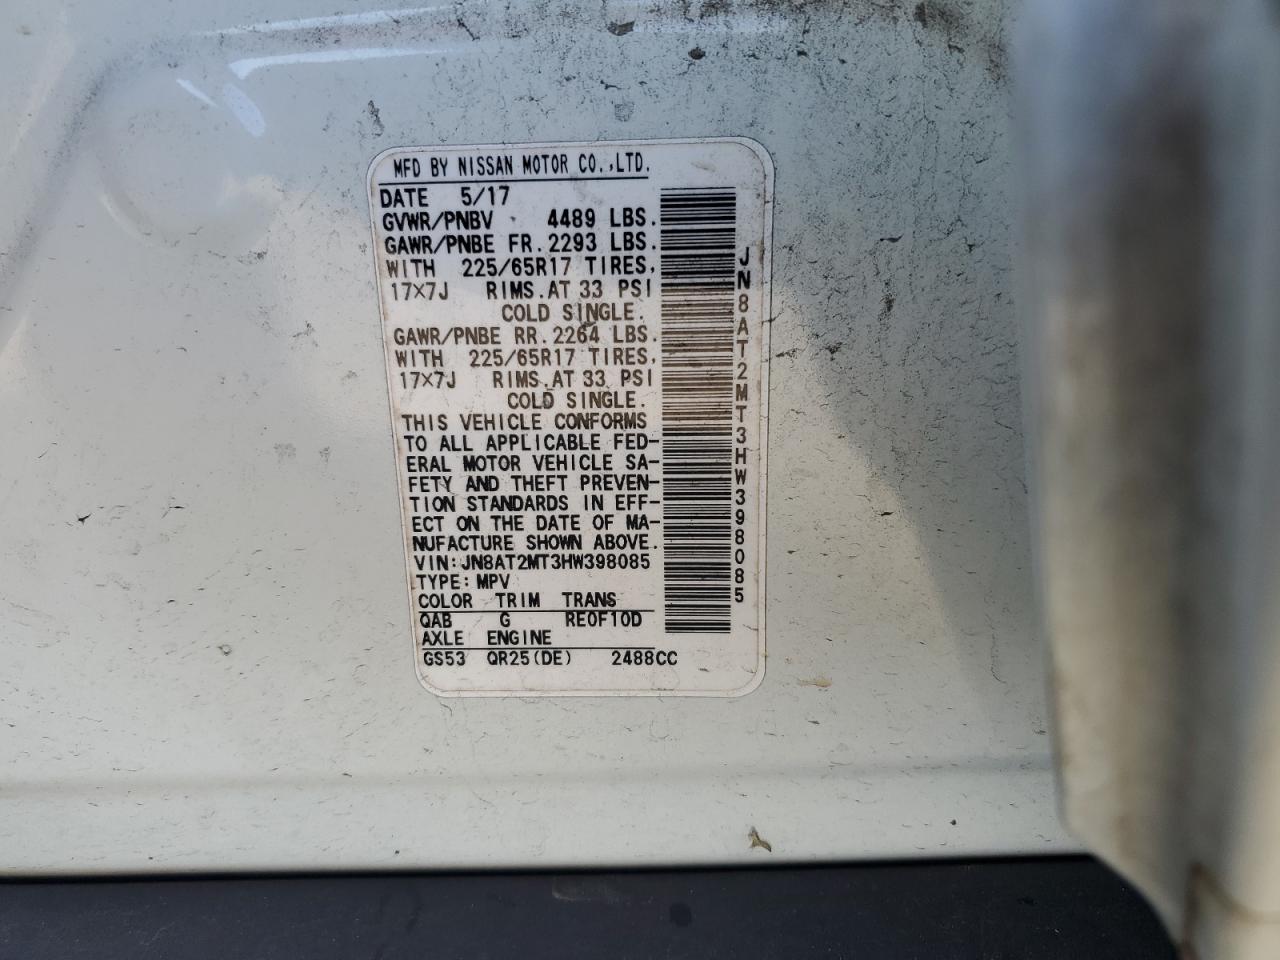 MFD BY NISSAN MOTOR CO.,LTD.
DATE 5/17
GVWR/PNBV 4489 LBS.
GAWR/PNBE FR. 2293 LBS.
WITH 225/65R17 TIRES,
17×7J RIMS.AT 33 PSI
COLD SINGLE.
GAWR/PNBE RR. 2264 LBS.
WITH 225/65R17 TIRES,
17×7J RIMS.AT 33 PSI
COLD SINGLE.
THIS VEHICLE CONFORMS
TO ALL APPLICABLE FED-
ERAL MOTOR VEHICLE SA-
FETY AND THEFT PREVEN-
TION STANDARDS IN EFF-
ECT ON THE DATE OF MA-
NUFACTURE SHOWN ABOVE.
VIN:JN8AT2MT3HW398085
TYPE:MPV
COLOR TRIM TRANS
QAB G RE0F10D
AXLE ENGINE
GS53 QR25(DE) 2488CC
JN8AT2MT3HW398085